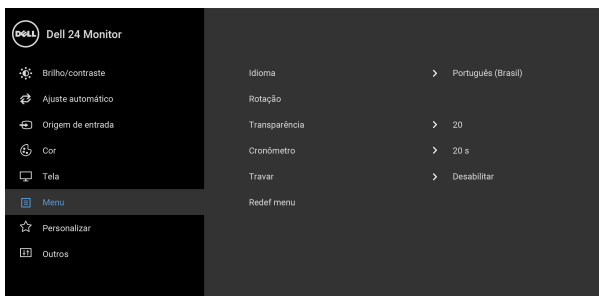 DELL Dell 24 Monitor
Brilho/contraste
Ajuste automático
Origem de entrada
Cor
Tela
Menu
Personalizar
Outros
Idioma Português (Brasil)
Rotação
Transparência 20
Cronômetro 20 s
Travar Desabilitar
Redef menu